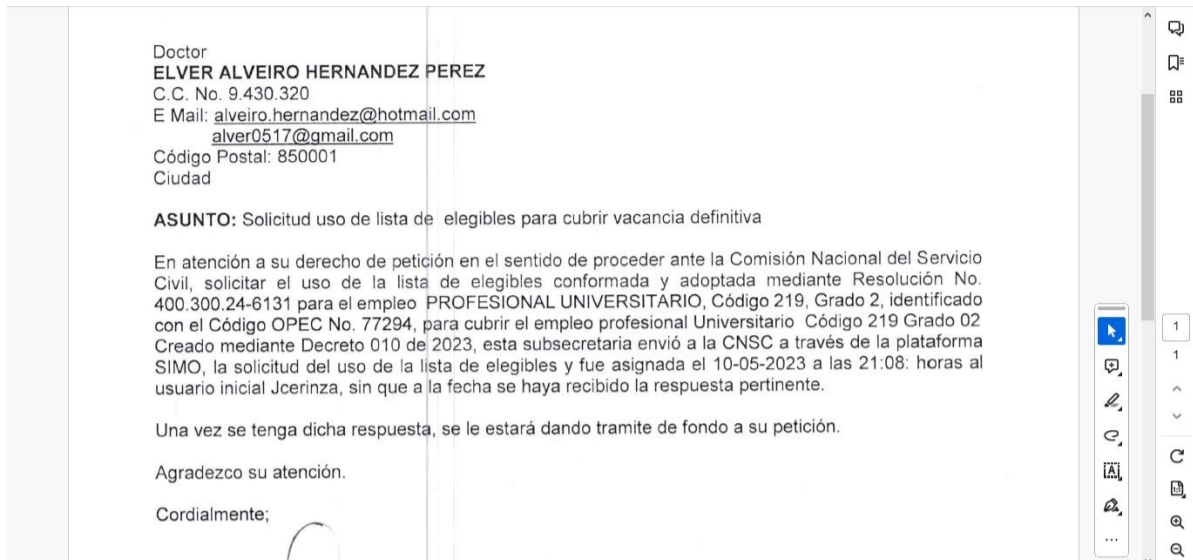 Doctor
ELVER ALVEIRO HERNANDEZ PEREZ
C.C. No. 9.430.320
E Mail: alveiro.hernandez@hotmail.com
alver0517@gmail.com
Código Postal: 850001
Ciudad
ASUNTO: Solicitud uso de lista de elegibles para cubrir vacancia definitiva
En atención a su derecho de petición en el sentido de proceder ante la Comisión Nacional del Servicio
Civil, solicitar el uso de la lista de elegibles conformada y adoptada mediante Resolución No.
400.300.24-6131 para el empleo PROFESIONAL UNIVERSITARIO, Código 219, Grado 2, identificado
con el Código OPEC No. 77294, para cubrir el empleo profesional Universitario Código 219 Grado 02
Creado mediante Decreto 010 de 2023, esta subsecretaria envió a la CNSC a través de la plataforma
SIMO, la solicitud del uso de la lista de elegibles y fue asignada el 10-05-2023 a las 21:08: horas al
usuario inicial Jcerinza, sin que a la fecha se haya recibido la respuesta pertinente.
Una vez se tenga dicha respuesta, se le estará dando tramite de fondo a su petición.
Agradezco su atención.
Cordialmente;
1
1